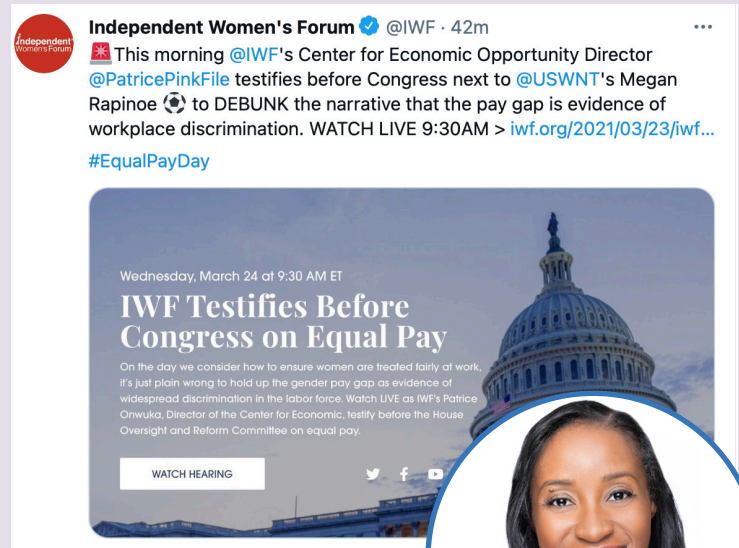 Independent Women's Forum @IWF · 42m
Independent Women's Forum
🚨This morning @IWF's Center for Economic Opportunity Director
@PatricePinkFile testifies before Congress next to @USWNT's Megan
Rapinoe ⚽ to DEBUNK the narrative that the pay gap is evidence of
workplace discrimination. WATCH LIVE 9:30AM > iwf.org/2021/03/23/iwf...
#EqualPayDay
Wednesday, March 24 at 9:30 AM ET
IWF Testifies Before
Congress on Equal Pay
On the day we consider how to ensure women are treated fairly at work,
it's just plain wrong to hold up the gender pay gap as evidence of
widespread discrimination in the labor force. Watch LIVE as IWF's Patrice
Onwuka, Director of the Center for Economic, testify before the House
Oversight and Reform Committee on equal pay.
WATCH HEARING